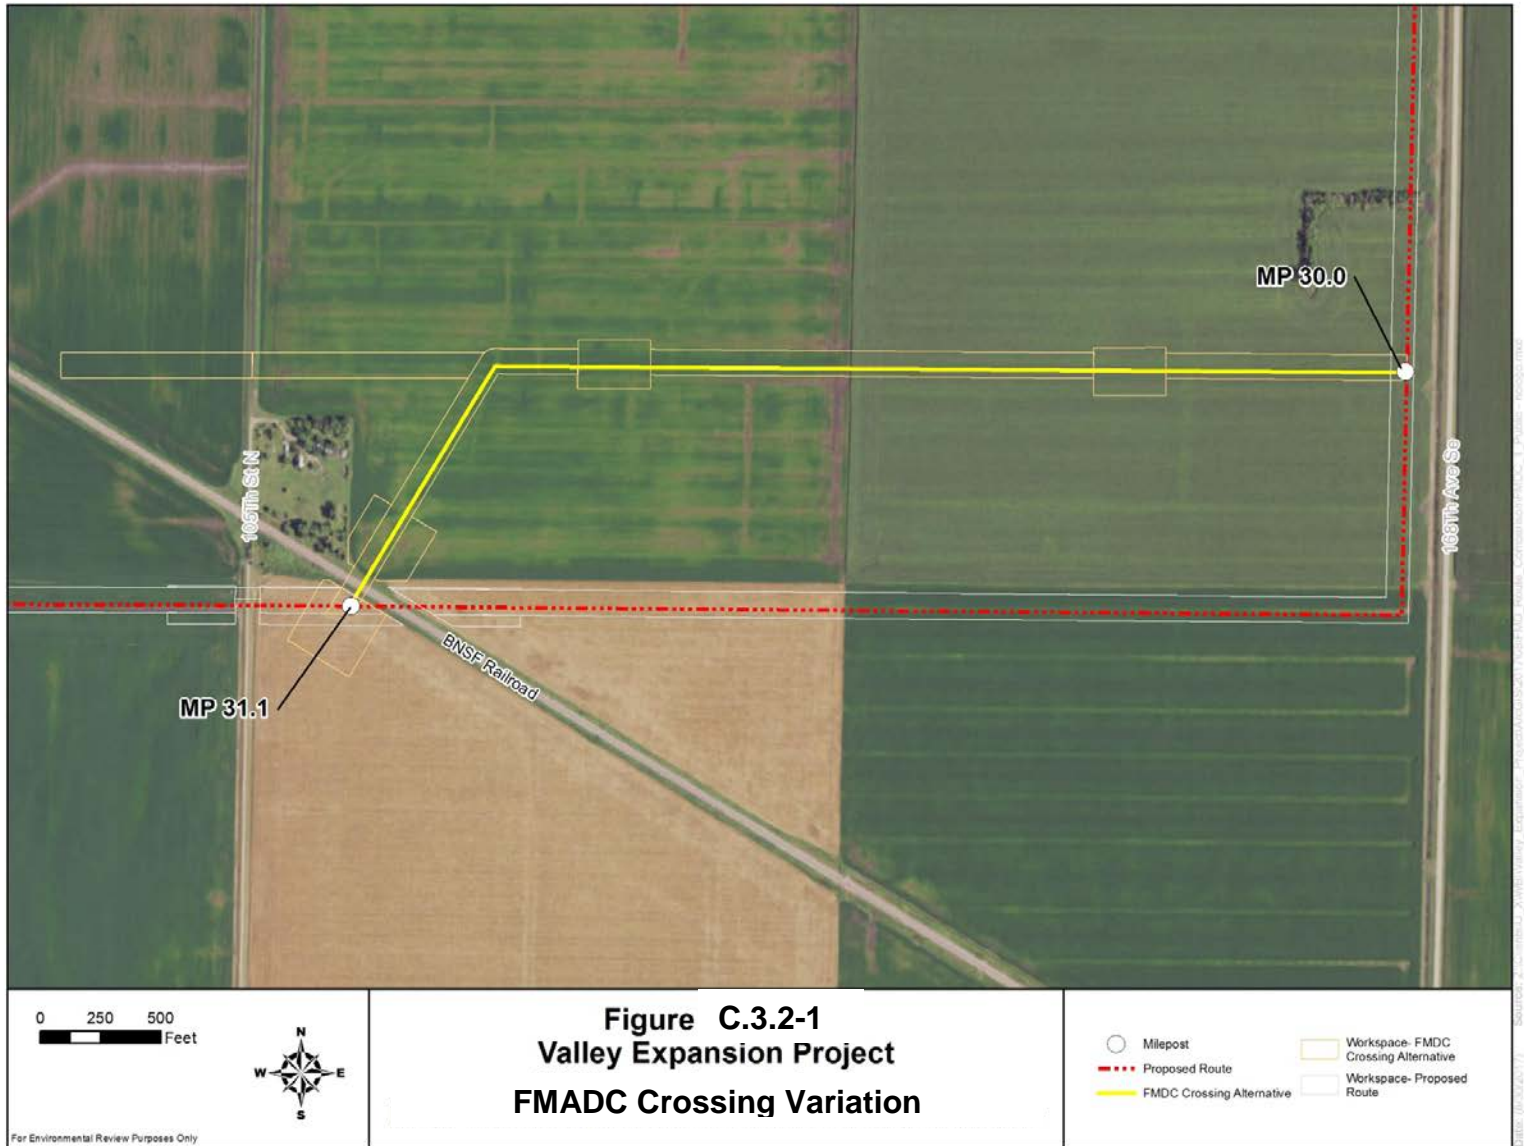 MP 30.0
105Th St N
168Th Ave Se
BNSF Railroad
MP 31.1
0 250 500
Feet
N
W E
S
For Environmental Review Purposes Only
Figure C.3.2-1
Valley Expansion Project
FMADC Crossing Variation
Milepost
Proposed Route
FMDC Crossing Alternative
Workspace- FMDC
Crossing Alternative
Workspace- Proposed
Route